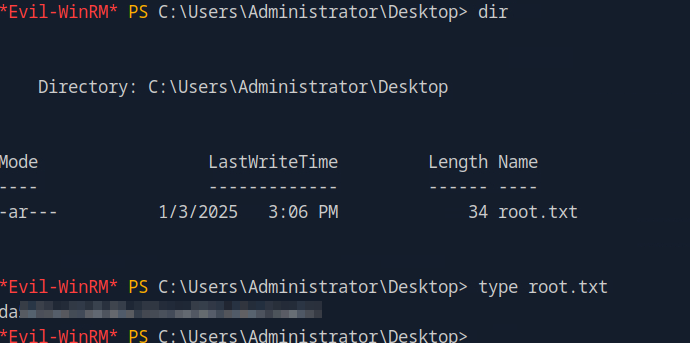 *Evil-WinRM* PS C:\Users\Administrator\Desktop> dir
Directory: C:\Users\Administrator\Desktop
Mode LastWriteTime Length Name
---- ------------- ------ ----
-ar--- 1/3/2025 3:06 PM 34 root.txt
*Evil-WinRM* PS C:\Users\Administrator\Desktop> type root.txt
da
*Evil-WinRM* PS C:\Users\Administrator\Desktop>